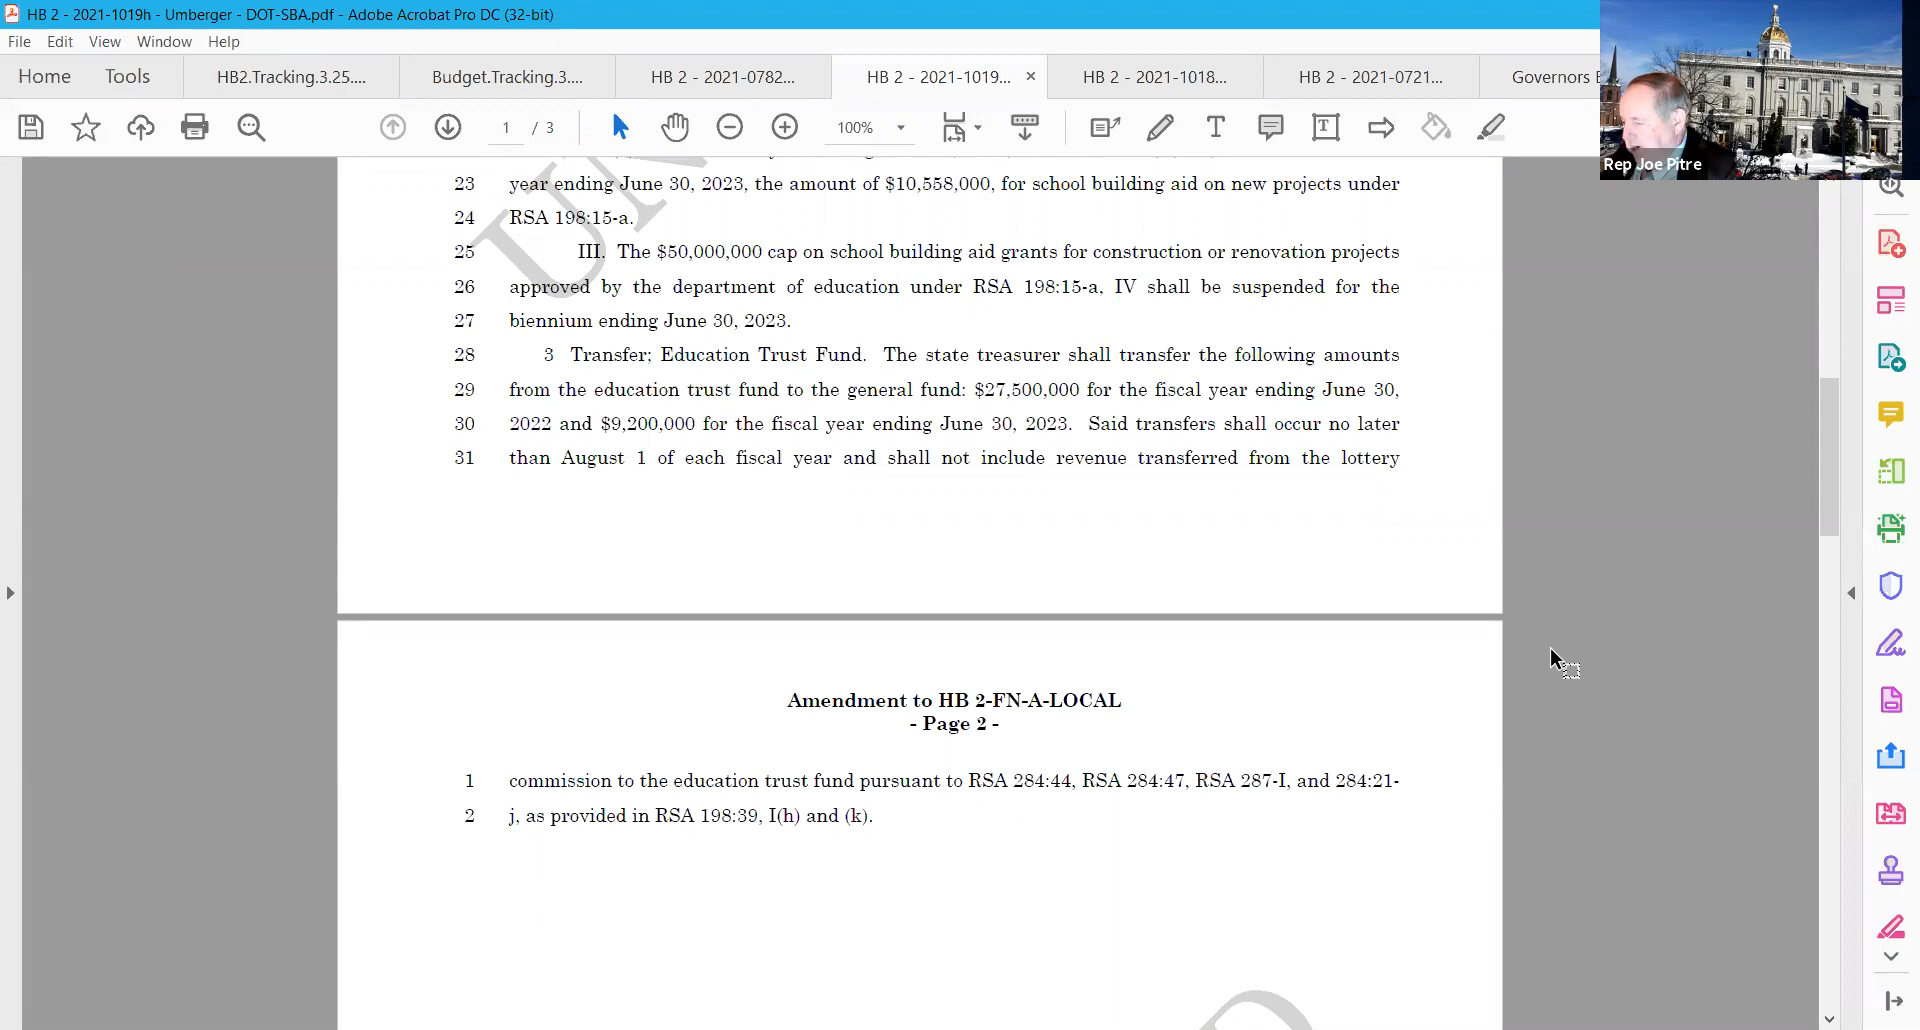 HB 2 - 2021-1019h - Umberger - DOT-SBA.pdf - Adobe Acrobat Pro DC (32-bit)
File Edit View Window Help
Home Tools HB2.Tracking.3.25.... Budget.Tracking.3.... HB 2 - 2021-0782... HB 2 - 2021-1019... × HB 2 - 2021-1018... HB 2 - 2021-0721... Governors
1 / 3 100%
Rep Joe Pitre
23 year ending June 30, 2023, the amount of $10,558,000, for school building aid on new projects under
24 RSA 198:15-a.
25 III. The $50,000,000 cap on school building aid grants for construction or renovation projects
26 approved by the department of education under RSA 198:15-a, IV shall be suspended for the
27 biennium ending June 30, 2023.
28 3 Transfer; Education Trust Fund. The state treasurer shall transfer the following amounts
29 from the education trust fund to the general fund: $27,500,000 for the fiscal year ending June 30,
30 2022 and $9,200,000 for the fiscal year ending June 30, 2023. Said transfers shall occur no later
31 than August 1 of each fiscal year and shall not include revenue transferred from the lottery
Amendment to HB 2-FN-A-LOCAL
- Page 2 -
1 commission to the education trust fund pursuant to RSA 284:44, RSA 284:47, RSA 287-I, and 284:21-
2 j, as provided in RSA 198:39, I(h) and (k).